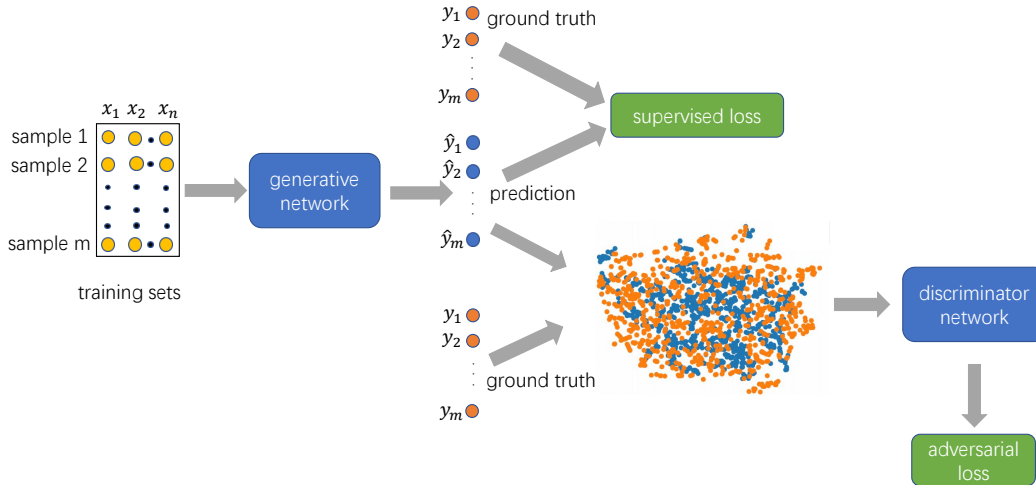 y₁ ground truth
y₂
yₘ
x₁ x₂ xₙ
sample 1
sample 2
sample m
training sets
generative
network
ŷ₁
ŷ₂
ŷₘ
prediction
supervised loss
y₁
y₂
ground truth
yₘ
discriminator
network
adversarial
loss